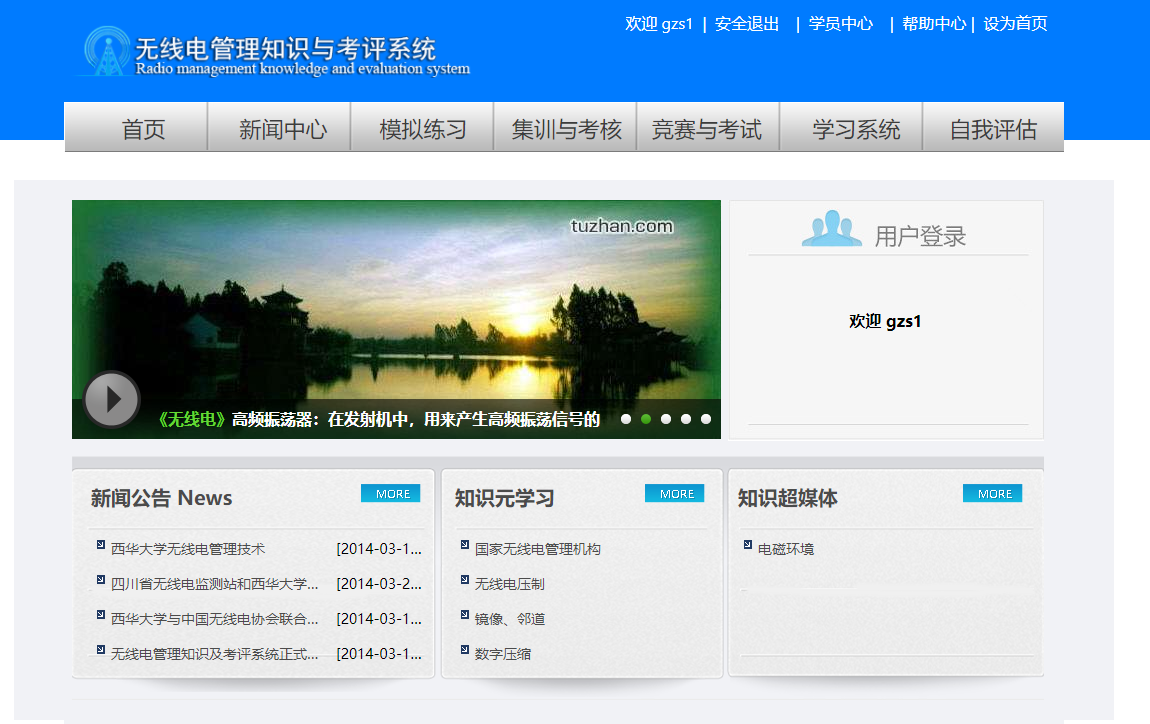 欢迎 gzs1 | 安全退出 | 学员中心 | 帮助中心 | 设为首页
无线电管理知识与考评系统
Radio management knowledge and evaluation system
首页 新闻中心 模拟练习 集训与考核 竞赛与考试 学习系统 自我评估
tuzhan.com
《无线电》高频振荡器：在发射机中，用来产生高频振荡信号的
用户登录
欢迎 gzs1
新闻公告 News MORE
西华大学无线电管理技术 [2014-03-1...
四川省无线电监测站和西华大学... [2014-03-2...
西华大学与中国无线电协会联合... [2014-03-1...
无线电管理知识及考评系统正式... [2014-03-1...
知识元学习 MORE
国家无线电管理机构
无线电压制
镜像、邻道
数字压缩
知识超媒体 MORE
电磁环境